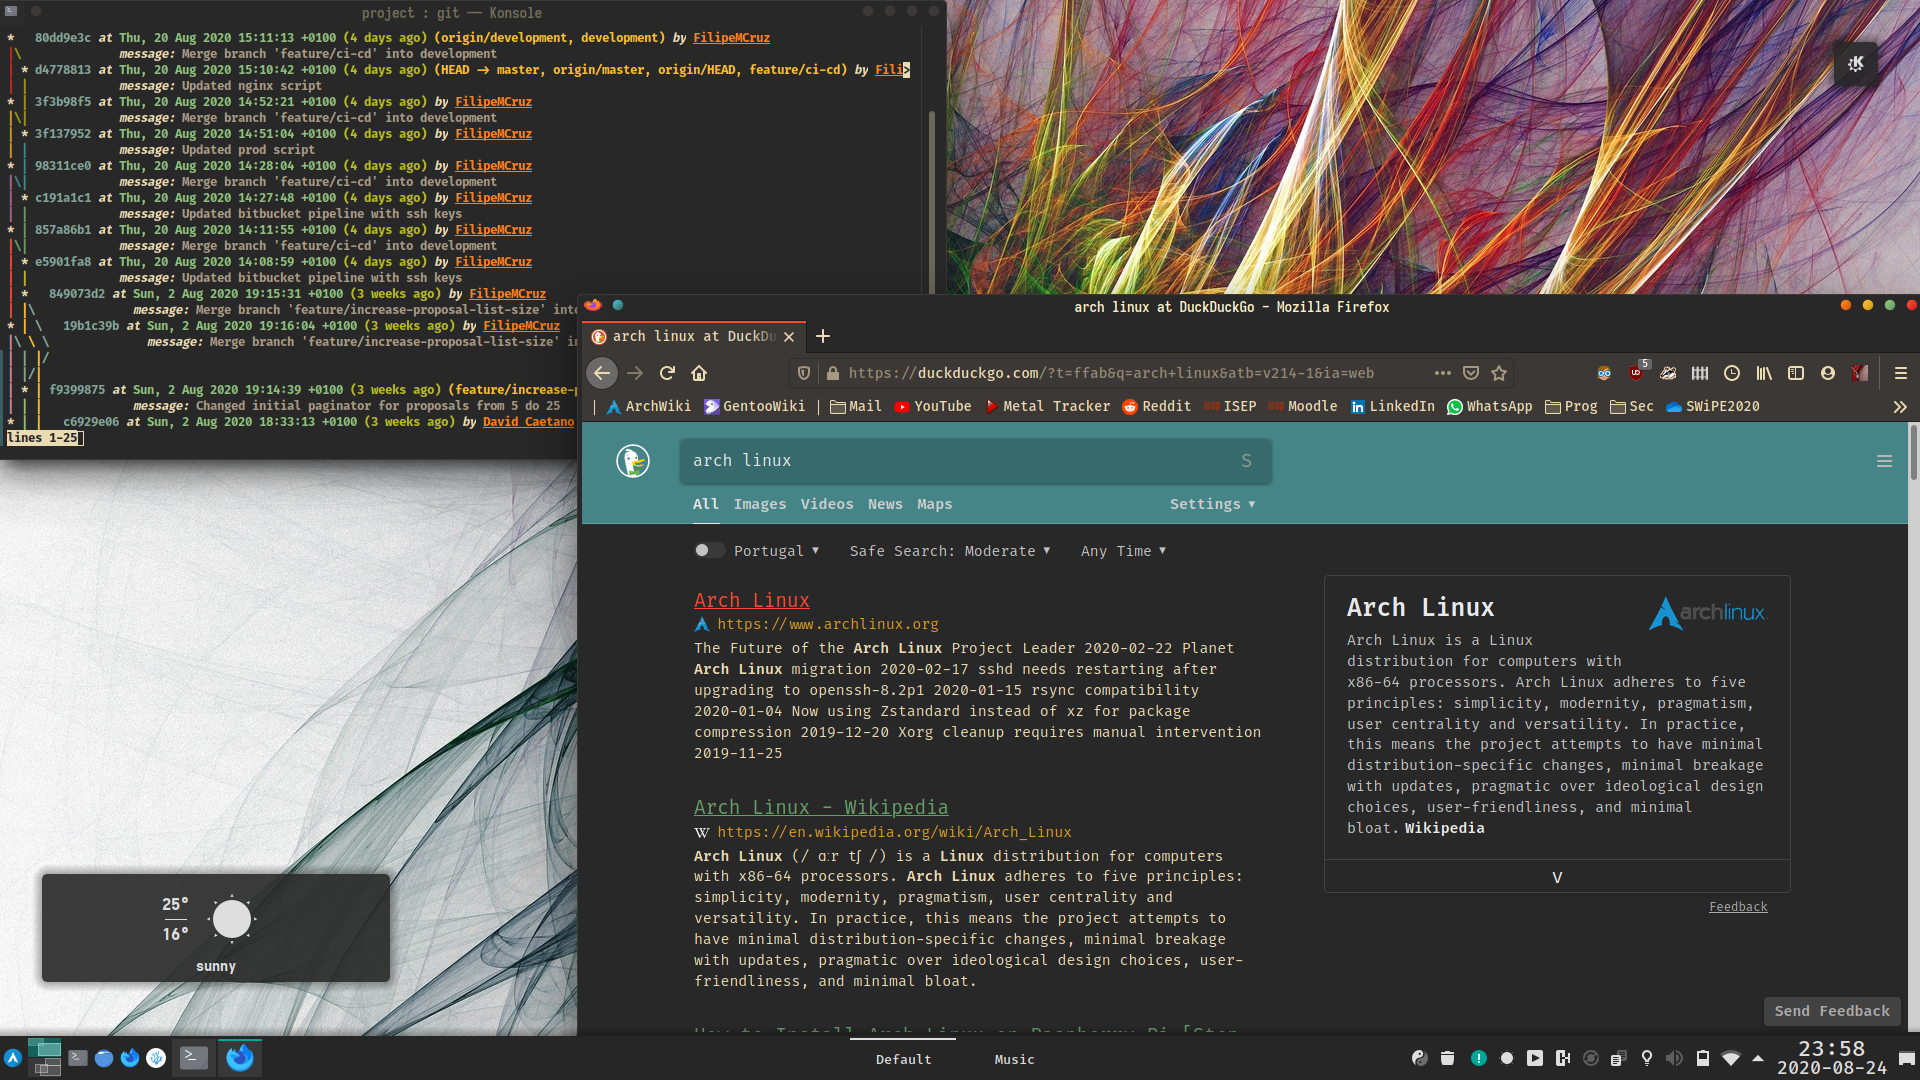 project : git — Konsole
* 80dd9e3c at Thu, 20 Aug 2020 15:11:13 +0100 (4 days ago) (origin/development, development) by FilipeMCruz
message: Merge branch 'feature/ci-cd' into development
* d4778813 at Thu, 20 Aug 2020 15:10:42 +0100 (4 days ago) (HEAD → master, origin/master, origin/HEAD, feature/ci-cd) by Fili>
message: Updated nginx script
* 3f3b98f5 at Thu, 20 Aug 2020 14:52:21 +0100 (4 days ago) by FilipeMCruz
message: Merge branch 'feature/ci-cd' into development
* 3f137952 at Thu, 20 Aug 2020 14:51:04 +0100 (4 days ago) by FilipeMCruz
message: Updated prod script
* 98311ce0 at Thu, 20 Aug 2020 14:28:04 +0100 (4 days ago) by FilipeMCruz
message: Merge branch 'feature/ci-cd' into development
* c191a1c1 at Thu, 20 Aug 2020 14:27:48 +0100 (4 days ago) by FilipeMCruz
message: Updated bitbucket pipeline with ssh keys
* 857a86b1 at Thu, 20 Aug 2020 14:11:55 +0100 (4 days ago) by FilipeMCruz
message: Merge branch 'feature/ci-cd' into development
* e5901fa8 at Thu, 20 Aug 2020 14:08:59 +0100 (4 days ago) by FilipeMCruz
message: Updated bitbucket pipeline with ssh keys
* 849073d2 at Sun, 2 Aug 2020 19:15:31 +0100 (3 weeks ago) by FilipeMCruz
message: Merge branch 'feature/increase-proposal-list-size' into
* 19b1c39b at Sun, 2 Aug 2020 19:16:04 +0100 (3 weeks ago) by FilipeMCruz
message: Merge branch 'feature/increase-proposal-list-size' i
* f9399875 at Sun, 2 Aug 2020 19:14:39 +0100 (3 weeks ago) (feature/increase-
message: Changed initial paginator for proposals from 5 do 25
* c6929e06 at Sun, 2 Aug 2020 18:33:13 +0100 (3 weeks ago) by David Caetano
lines 1-25
arch linux at DuckDuckGo - Mozilla Firefox
arch linux at DuckDu
https://duckduckgo.com/?t=ffab&q=arch+linux&atb=v214-1&ia=web
5
ArchWiki GentooWiki Mail YouTube Metal Tracker Reddit ISEP Moodle LinkedIn WhatsApp Prog Sec SWiPE2020
arch linux S
All Images Videos News Maps Settings
Portugal Safe Search: Moderate Any Time
Arch Linux
https://www.archlinux.org
The Future of the Arch Linux Project Leader 2020-02-22 Planet
Arch Linux migration 2020-02-17 sshd needs restarting after
upgrading to openssh-8.2p1 2020-01-15 rsync compatibility
2020-01-04 Now using Zstandard instead of xz for package
compression 2019-12-20 Xorg cleanup requires manual intervention
2019-11-25
Arch Linux - Wikipedia
W https://en.wikipedia.org/wiki/Arch_Linux
Arch Linux (/ ɑːr tʃ /) is a Linux distribution for computers
with x86-64 processors. Arch Linux adheres to five principles:
simplicity, modernity, pragmatism, user centrality and
versatility. In practice, this means the project attempts to
have minimal distribution-specific changes, minimal breakage
with updates, pragmatic over ideological design choices, user-
friendliness, and minimal bloat.
How to Install Arch Linux on Raspberry Pi [Step
Arch Linux
archlinux
Arch Linux is a Linux
distribution for computers with
x86-64 processors. Arch Linux adheres to five
principles: simplicity, modernity, pragmatism,
user centrality and versatility. In practice,
this means the project attempts to have minimal
distribution-specific changes, minimal breakage
with updates, pragmatic over ideological design
choices, user-friendliness, and minimal
bloat. Wikipedia
V
Feedback
Send Feedback
25°
16°
sunny
Default Music
23:58
2020-08-24